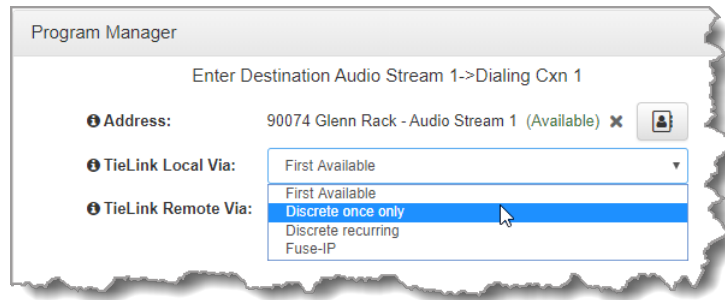 Program Manager
Enter Destination Audio Stream 1->Dialing Cxn 1
Address: 90074 Glenn Rack - Audio Stream 1 (Available)
TieLink Local Via: First Available
First Available
TieLink Remote Via: Discrete once only
Discrete recurring
Fuse-IP